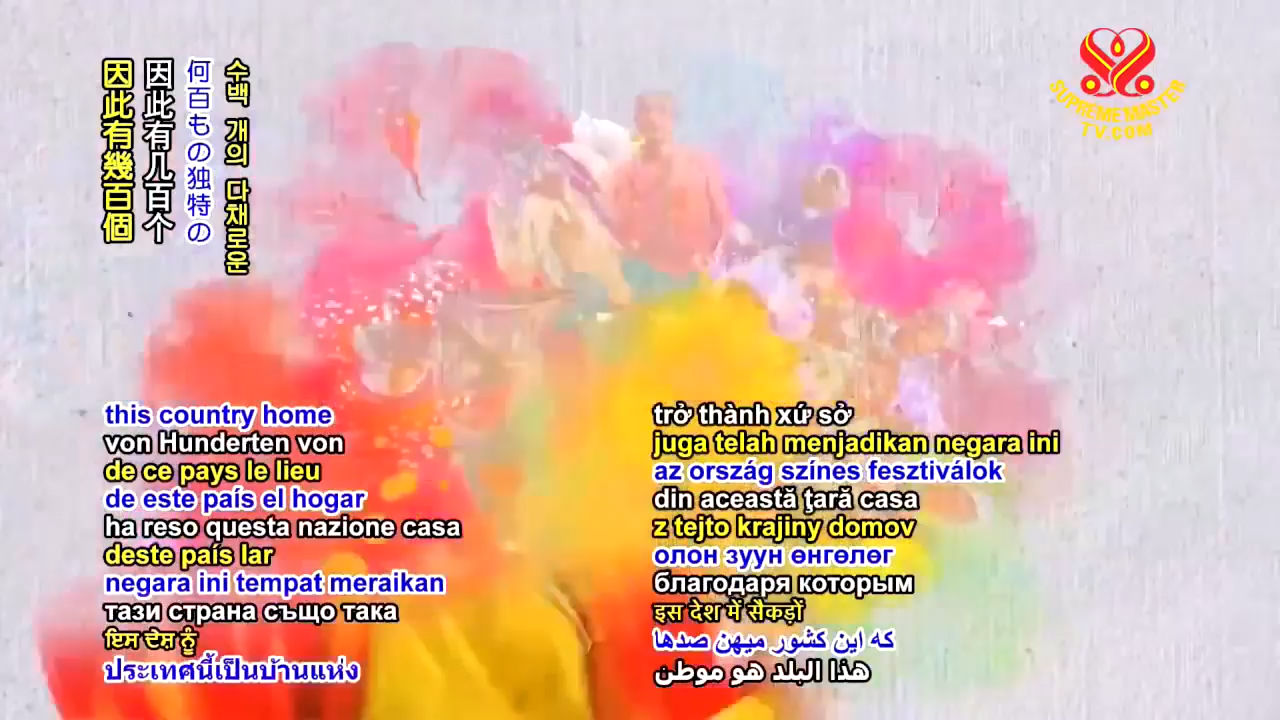 因此有幾百個
因此有几百个
何百もの独特の
수백 개의 다채로운
SUPREME MASTER
TV.COM
this country home
von Hunderten von
de ce pays le lieu
de este país el hogar
ha reso questa nazione casa
deste país lar
negara ini tempat meraikan
тази страна също така
ਇਸ ਦੇਸ਼ ਨੂੰ
ประเทศนี้เป็นบ้านแห่ง
trở thành xứ sở
juga telah menjadikan negara ini
az ország színes fesztiválok
din această ţară casa
z tejto krajiny domov
олон зуун өнгөлөг
благодаря которым
इस देश में सैकड़ों
که این کشور میهن صدها
هذا البلد هو موطن